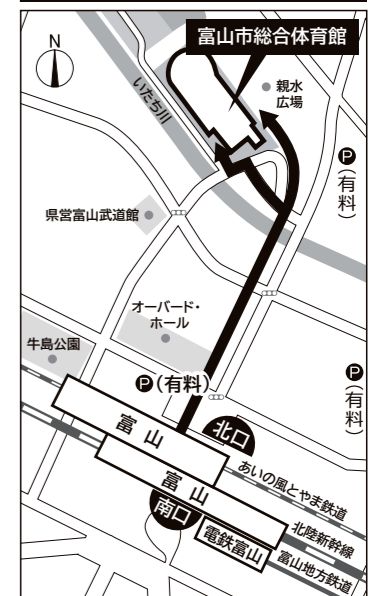 富山市総合体育館
N
いたち川
親水
広場
P
(有料)
県営富山武道館
オーバード・
ホール
牛島公園
P(有料)
P
(有料)
富山
北口
富山
南口
電鉄富山
あいの風とやま鉄道
北陸新幹線
富山地方鉄道